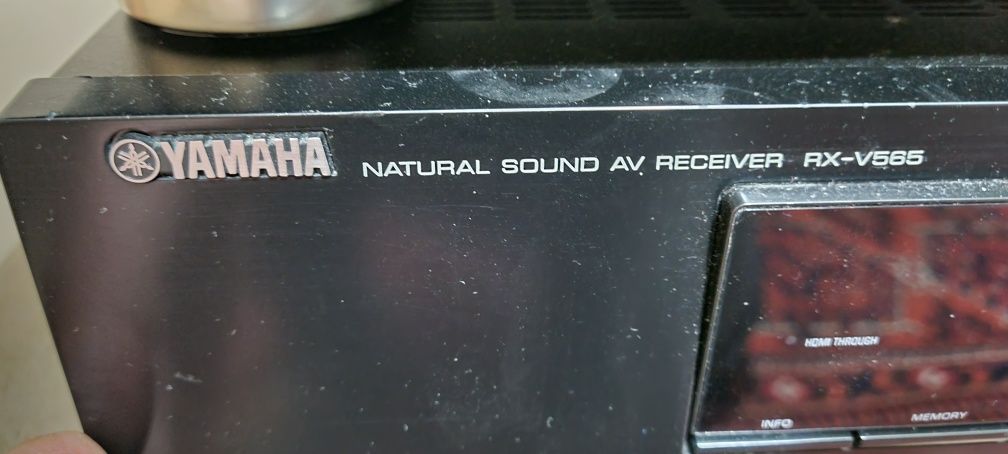 YAMAHA NATURAL SOUND AV RECEIVER RX-V565
HDMI THROUGH
INFO MEMORY